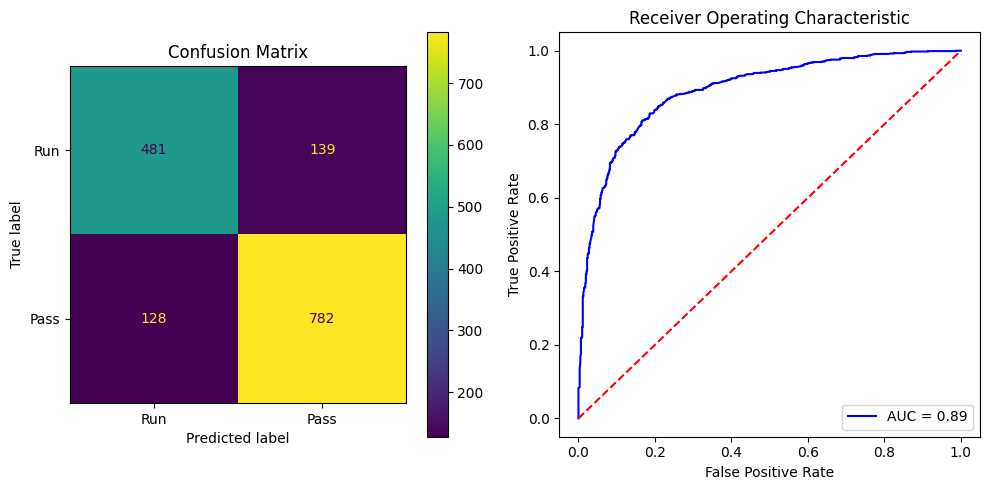 Confusion Matrix
Run
Pass
True label
481
139
128
782
Run
Pass
Predicted label
700
600
500
400
300
200
Receiver Operating Characteristic
True Positive Rate
1.0
0.8
0.6
0.4
0.2
0.0
0.0
0.2
0.4
0.6
0.8
1.0
False Positive Rate
AUC = 0.89